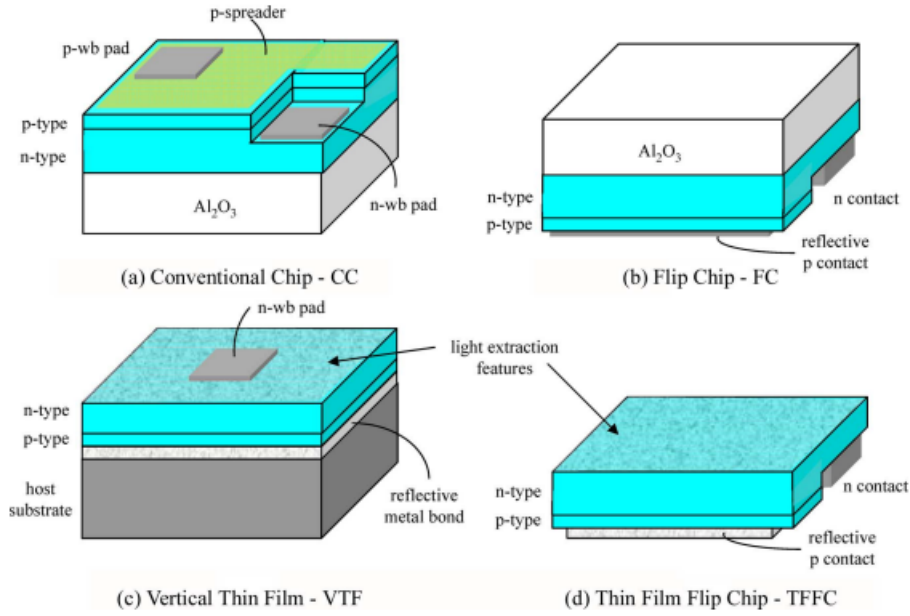 p-spreader
p-wb pad
p-type
n-type
Al₂O₃
n-wb pad
(a) Conventional Chip - CC
Al₂O₃
n-type
p-type
n contact
reflective
p contact
(b) Flip Chip - FC
n-wb pad
n-type
p-type
host
substrate
reflective
metal bond
(c) Vertical Thin Film - VTF
light extraction
features
n-type
p-type
n contact
reflective
p contact
(d) Thin Film Flip Chip - TFFC